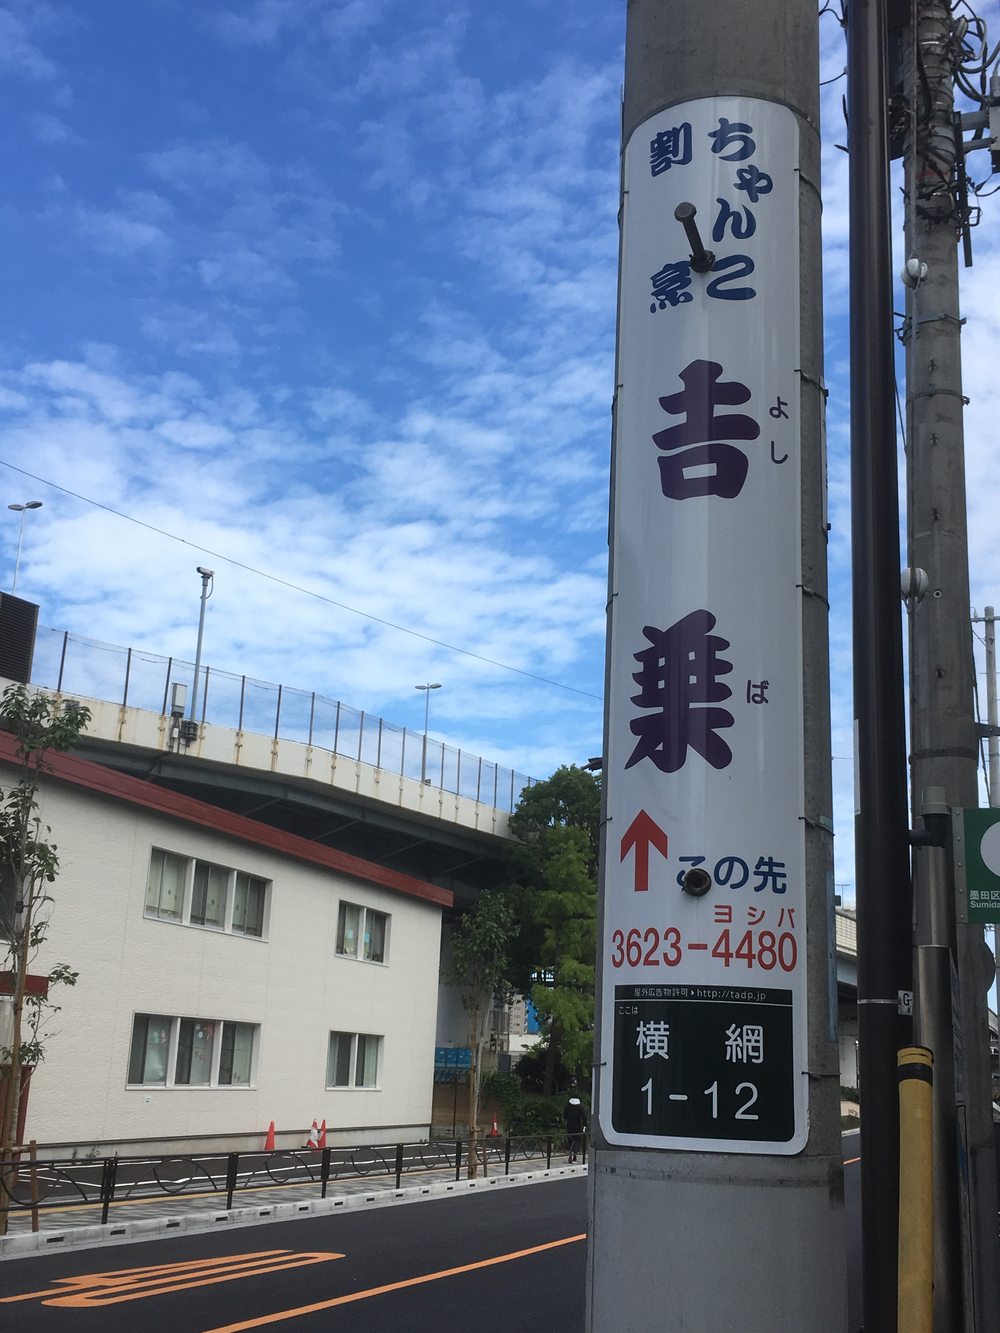 ちゃんこ
割烹
吉乗
よし
ば
この先
ヨシバ
3623-4480
屋外広告物許可▶http://tadp.jp
ここは
横網
1-12
墨田区
Sumida